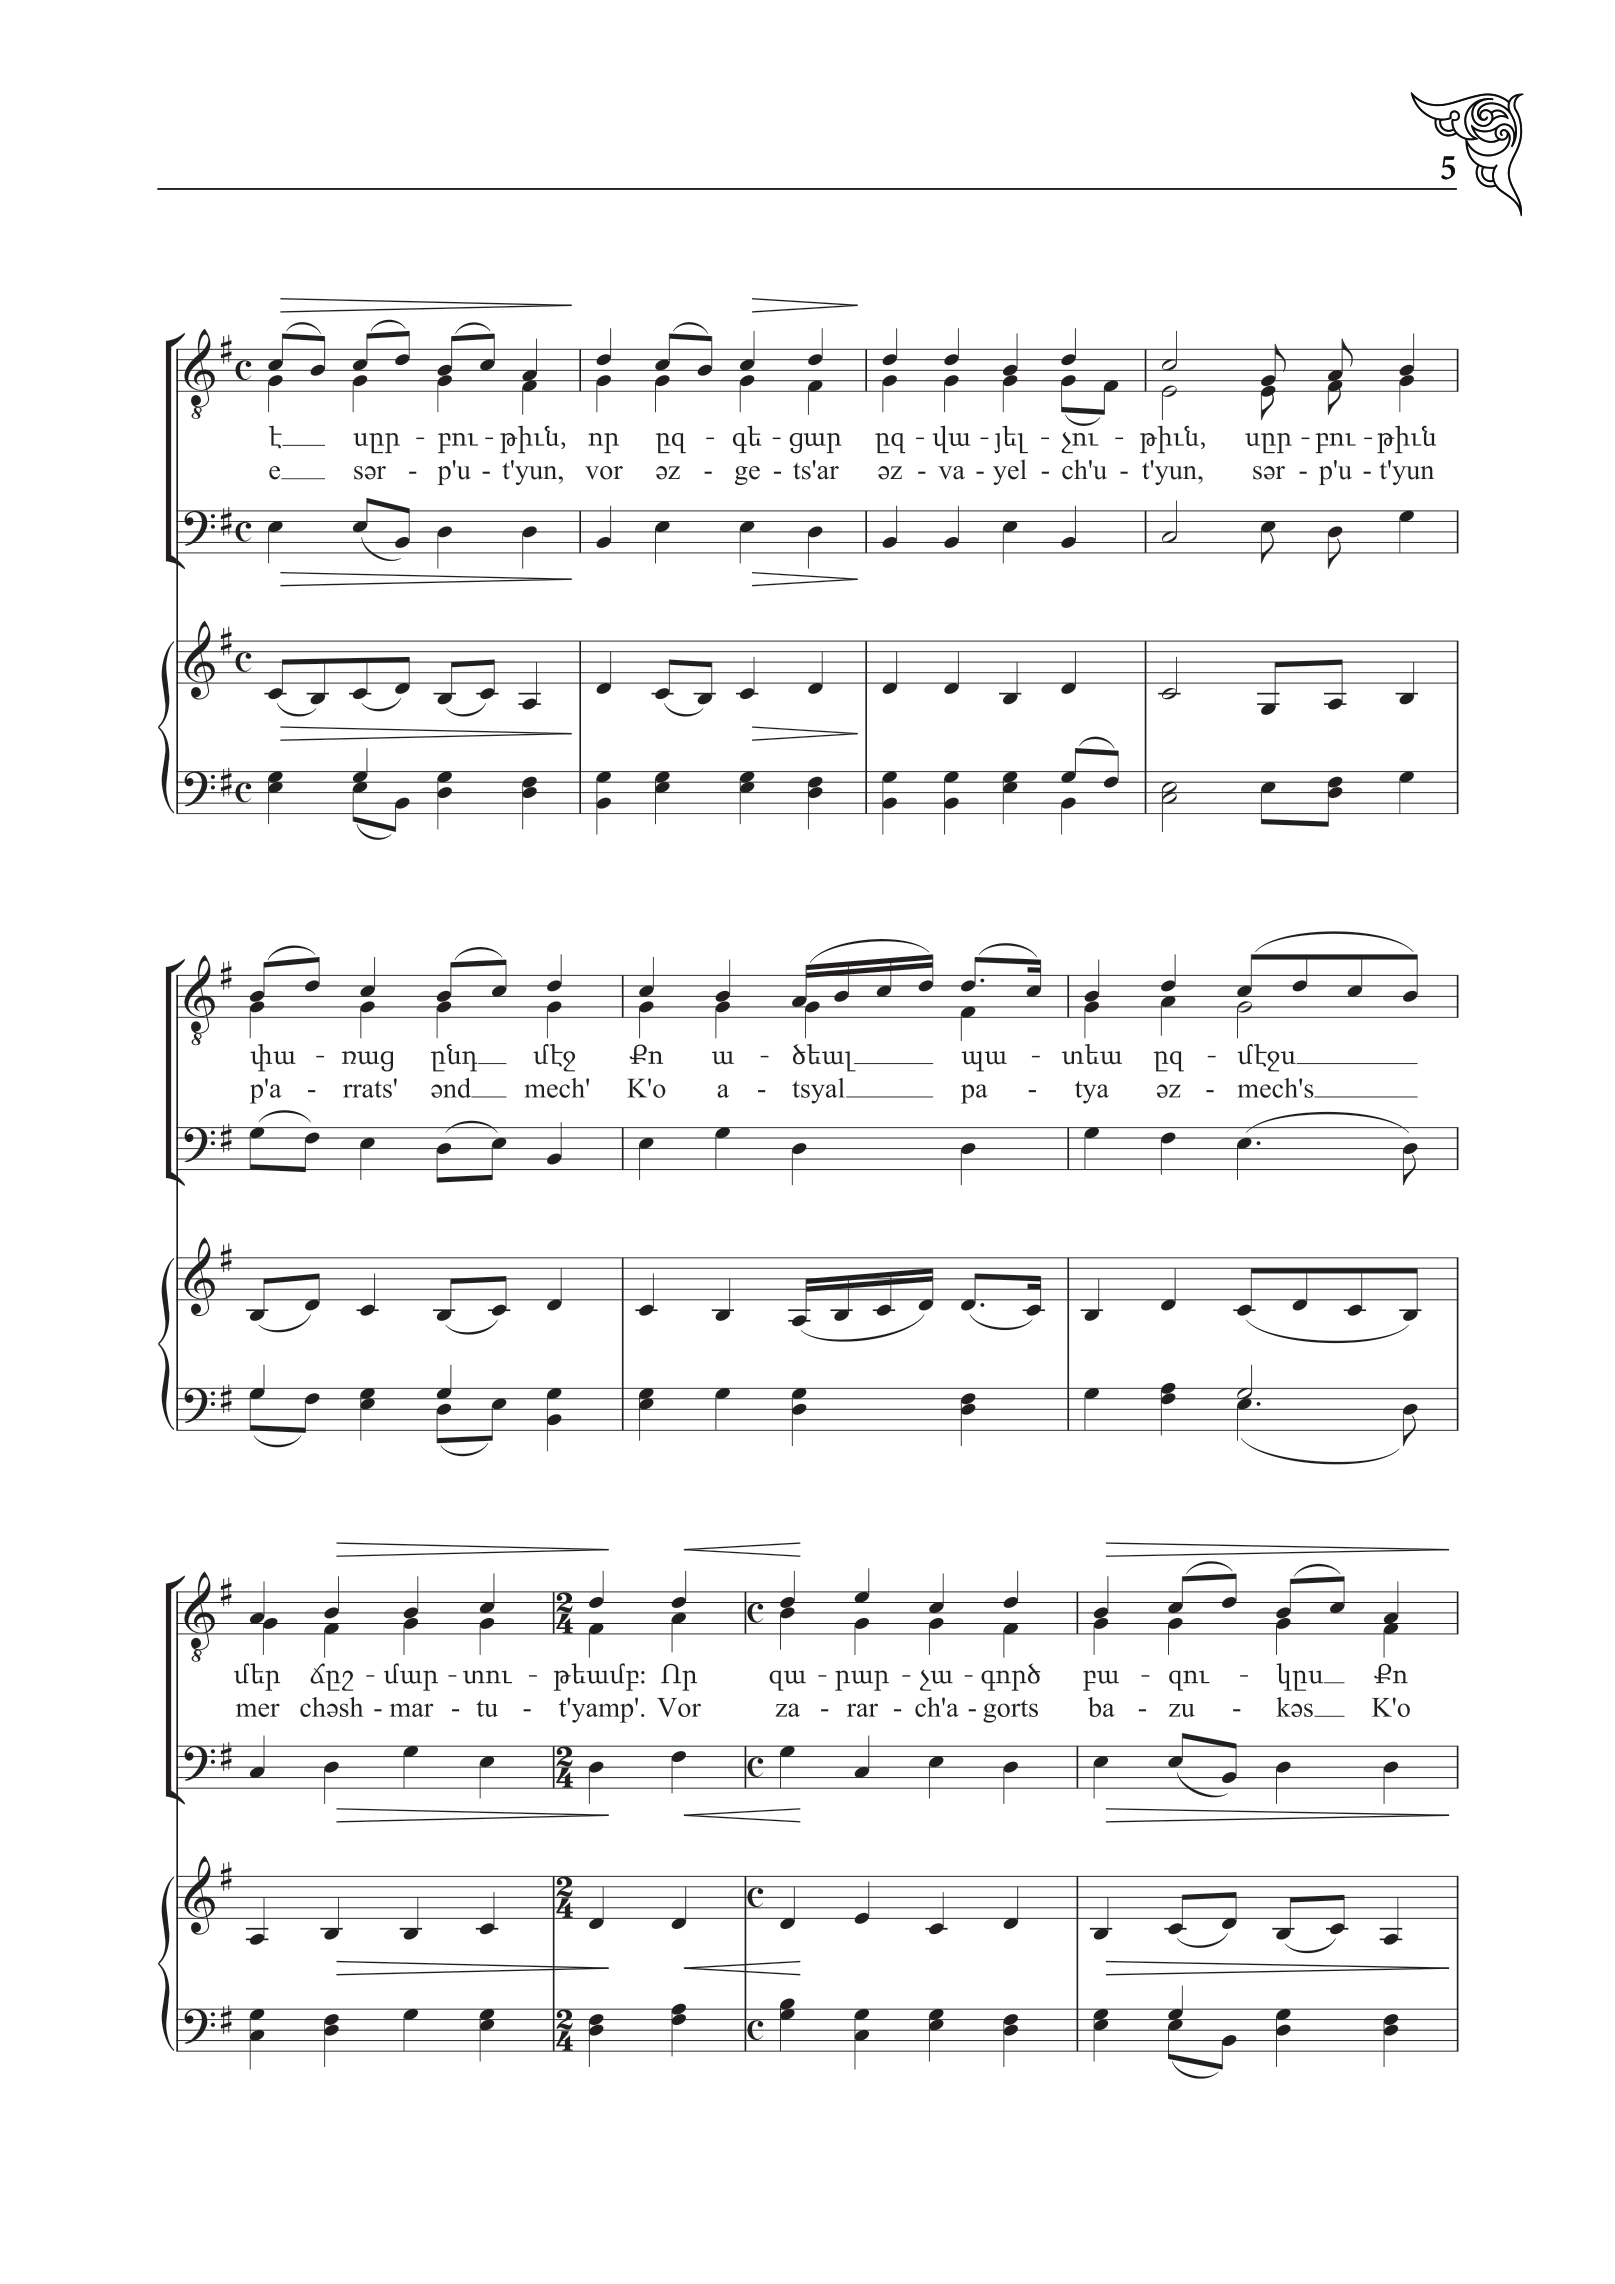 5
է սըր - բու - թիւն, որ ըզ - գե - ցար ըզ - վա - յել - չու - թիւն, սըր - բու - թիւն
e sər - p'u - t'yun, vor əz - ge - ts'ar əz - va - yel - ch'u - t'yun, sər - p'u - t'yun
փա - ռաց ընդ մէջ Քո ա - ծեալ պա - տեա ըզ - մէջս
p'a - rrats' ənd mech' K'o a - tsyal pa - tya əz - mech's
մեր ճըշ - մար - տու - թեամբ: Որ զա - րար - չա - գործ բա - զու - կըս Քո
mer chəsh - mar - tu - t'yamp'. Vor za - rar - ch'a - gorts ba - zu - kəs K'o